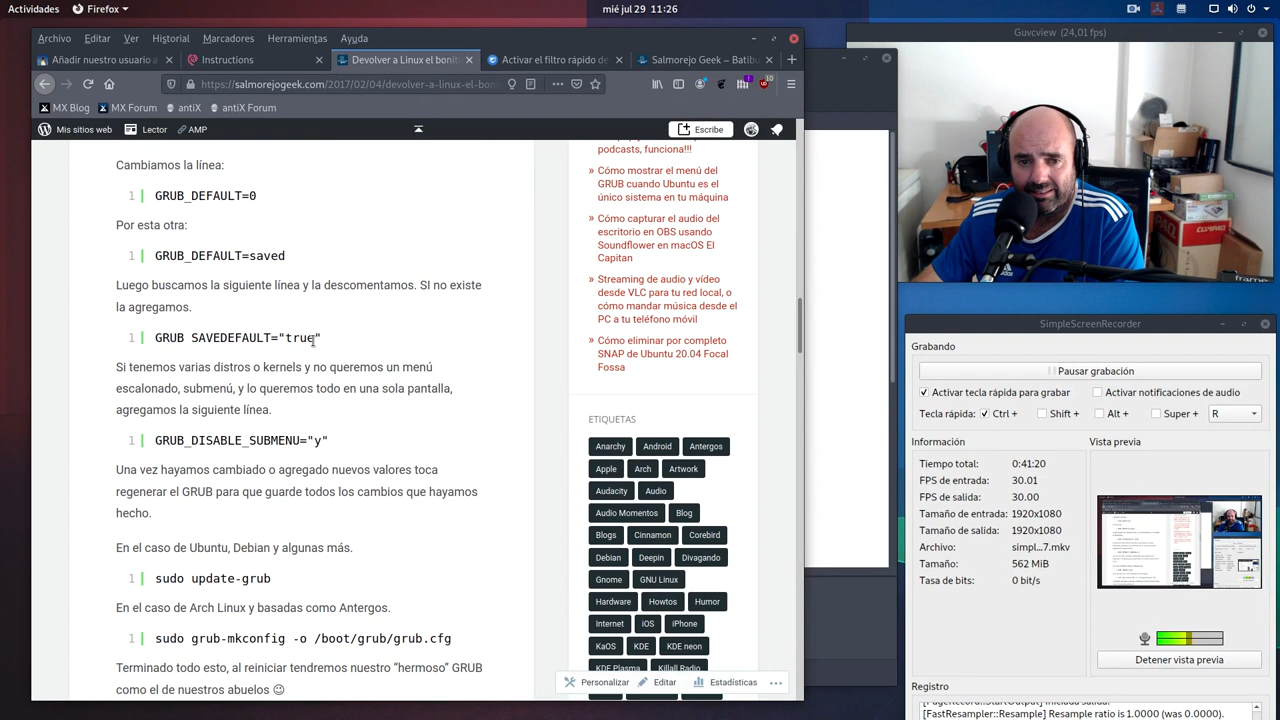 Actividades
Firefox
mié jul 29 11:26
Archivo Editar Ver Historial Marcadores Herramientas Ayuda
Añadir nuestro usuario a
Instructions
Devolver a Linux el bonit
Activar el filtro rápido de
Salmorejo Geek – Batibu
https://salmorejogeek.com/2017/02/04/devolver-a-linux-el-bon
10
MX Blog MX Forum antiX antiX Forum
Mis sitios web Lector AMP Escribe
Cambiamos la línea:
1 GRUB_DEFAULT=0
Por esta otra:
1 GRUB_DEFAULT=saved
Luego buscamos la siguiente línea y la descomentamos. SI no existe
la agregamos.
1 GRUB SAVEDEFAULT="true"
Si tenemos varias distros o kernels y no queremos un menú
escalonado, submenú, y lo queremos todo en una sola pantalla,
agregamos la siguiente línea.
1 GRUB_DISABLE_SUBMENU="y"
Una vez hayamos cambiado o agregado nuevos valores toca
regenerar el GRUB para que guarde todos los cambios que hayamos
hecho.
En el caso de Ubuntu, Debian y algunas más.
1 sudo update-grub
En el caso de Arch Linux y basadas como Antergos.
1 sudo grub-mkconfig -o /boot/grub/grub.cfg
Terminado todo esto, al reiniciar tendremos nuestro “hermoso” GRUB
como el de nuestros abuelos 😉
podcasts, funciona!!!
» Cómo mostrar el menú del
GRUB cuando Ubuntu es el
único sistema en tu máquina
» Cómo capturar el audio del
escritorio en OBS usando
Soundflower en macOS El
Capitan
» Streaming de audio y vídeo
desde VLC para tu red local, o
cómo mandar música desde el
PC a tu teléfono móvil
» Cómo eliminar por completo
SNAP de Ubuntu 20.04 Focal
Fossa
ETIQUETAS
Anarchy Android Antergos
Apple Arch Artwork
Audacity Audio
Audio Momentos Blog
Blogs Cinnamon Corebird
Debian Deepin Divagando
Gnome GNU Linux
Hardware Howtos Humor
Internet iOS iPhone
KaOS KDE KDE neon
KDE Plasma Killall Radio
Personalizar Editar Estadísticas
Guvcview (24,01 fps)
COMPAQ
frame
SimpleScreenRecorder
Grabando
Pausar grabación
Activar tecla rápida para grabar Activar notificaciones de audio
Tecla rápida: Ctrl + Shift + Alt + Super + R
Información
Tiempo total: 0:41:20
FPS de entrada: 30.01
FPS de salida: 30.00
Tamaño de entrada: 1920x1080
Tamaño de salida: 1920x1080
Archivo: simpl...7.mkv
Tamaño: 562 MiB
Tasa de bits: 0 bit/s
Vista previa
Detener vista previa
Registro
[FastResampler::Resample] Resample ratio is 1.0000 (was 0.0000).